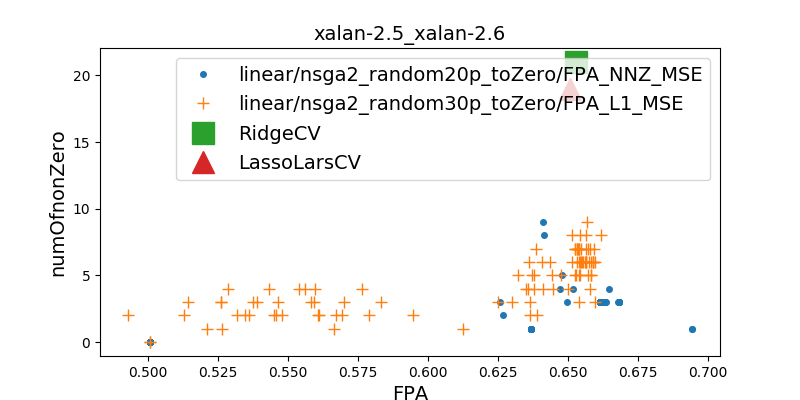 xalan-2.5_xalan-2.6
linear/nsga2_random20p_toZero/FPA_NNZ_MSE
linear/nsga2_random30p_toZero/FPA_L1_MSE
RidgeCV
LassoLarsCV
numOfnonZero
20
15
10
5
0
0.500 0.525 0.550 0.575 0.600 0.625 0.650 0.675 0.700
FPA